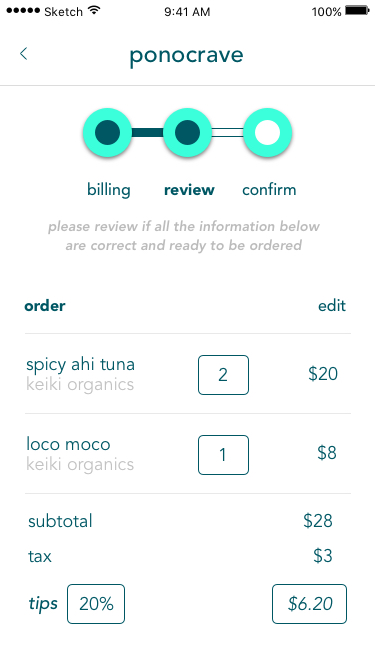 Sketch 9:41 AM 100%
ponocrave
billing review confirm
please review if all the information below
are correct and ready to be ordered
order edit
spicy ahi tuna 2 $20
keiki organics
loco moco 1 $8
keiki organics
subtotal $28
tax $3
tips 20% $6.20